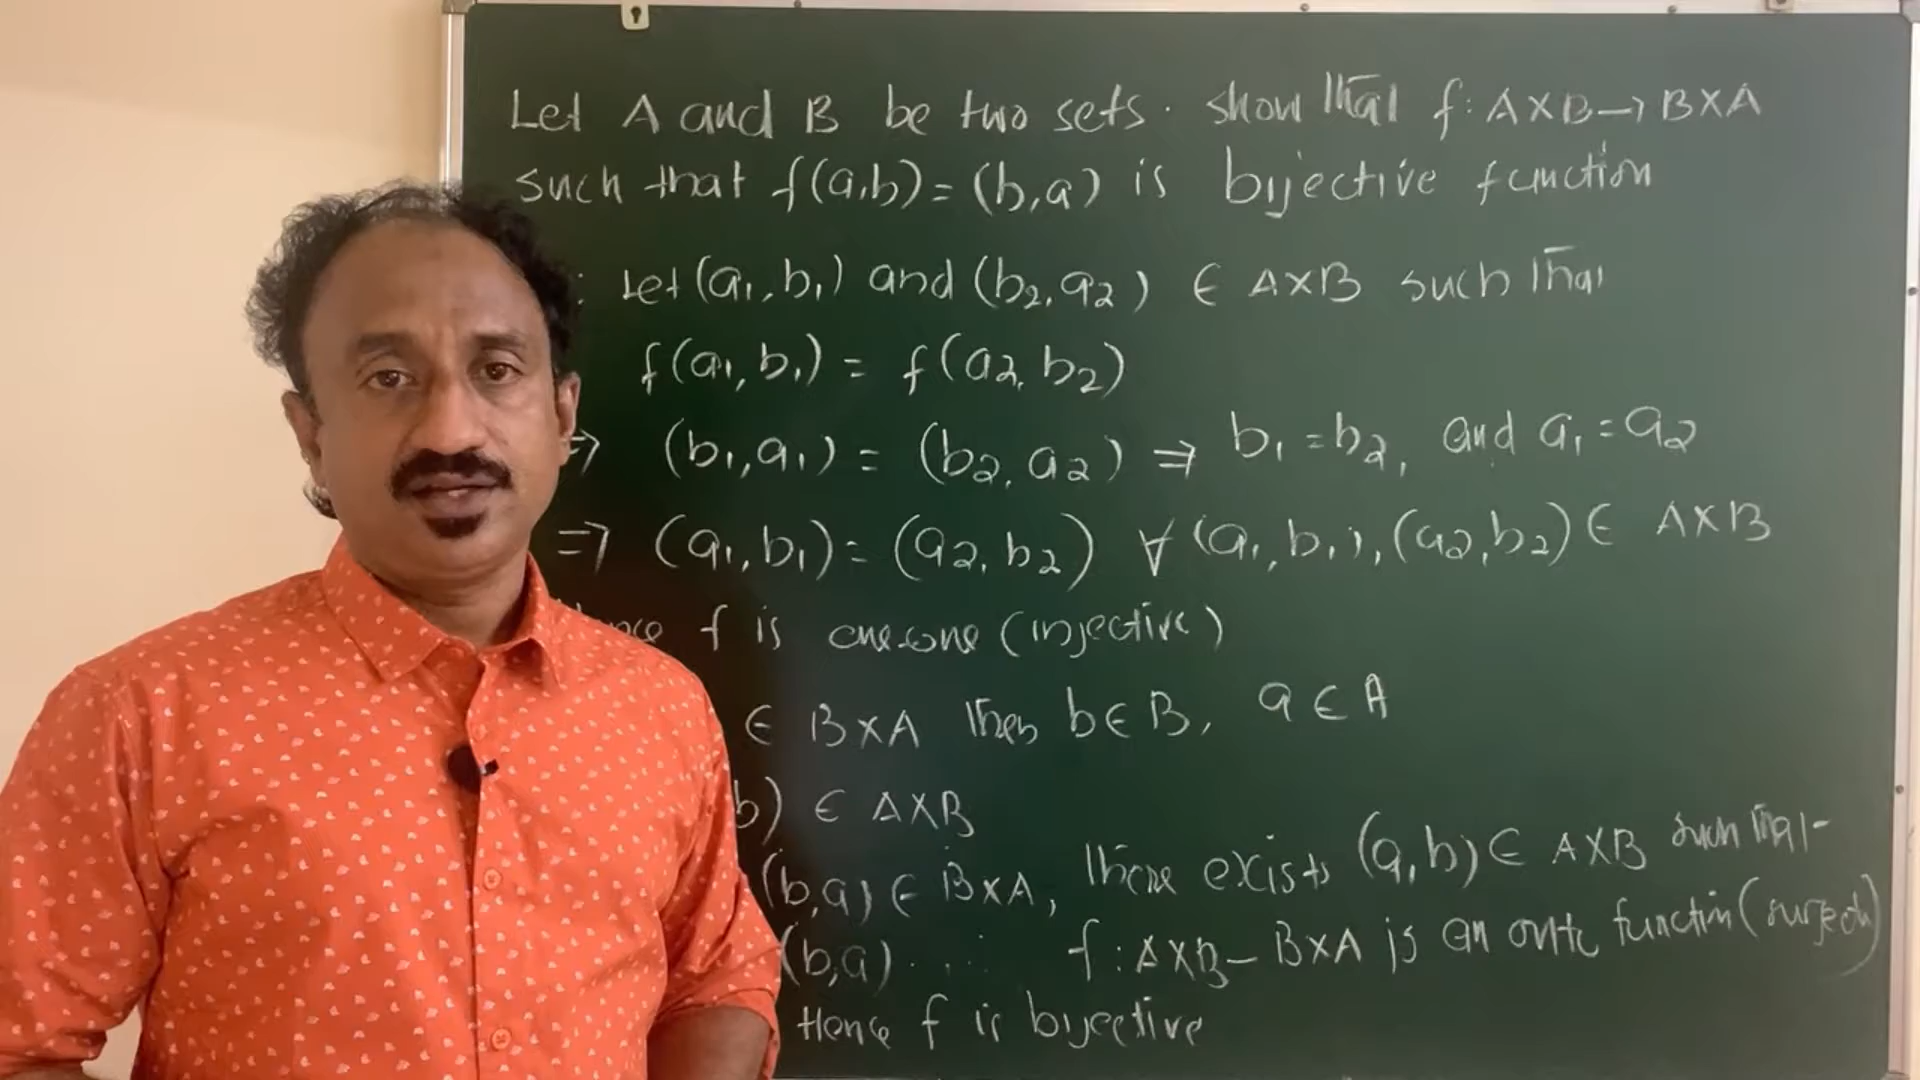 Let A and B be two sets. show that f: A×B→B×A
such that f(a,b)=(b,a) is bijective function
: Let (a₁,b₁) and (b₂,a₂) ∈ A×B such that
f(a₁,b₁) = f(a₂,b₂)
⇒ (b₁,a₁) = (b₂,a₂) ⇒ b₁=b₂, and a₁=a₂
⇒ (a₁,b₁)=(a₂,b₂) ∀ (a₁,b₁),(a₂,b₂)∈ A×B
f is one-one (injective)
∈ B×A then b∈B, a∈A
b) ∈ A×B
(b,a) ∈ B×A, there exists (a,b)∈ A×B such that
(b,a). ∴ f:A×B–B×A is an onto function (surject)
Hence f is bijective